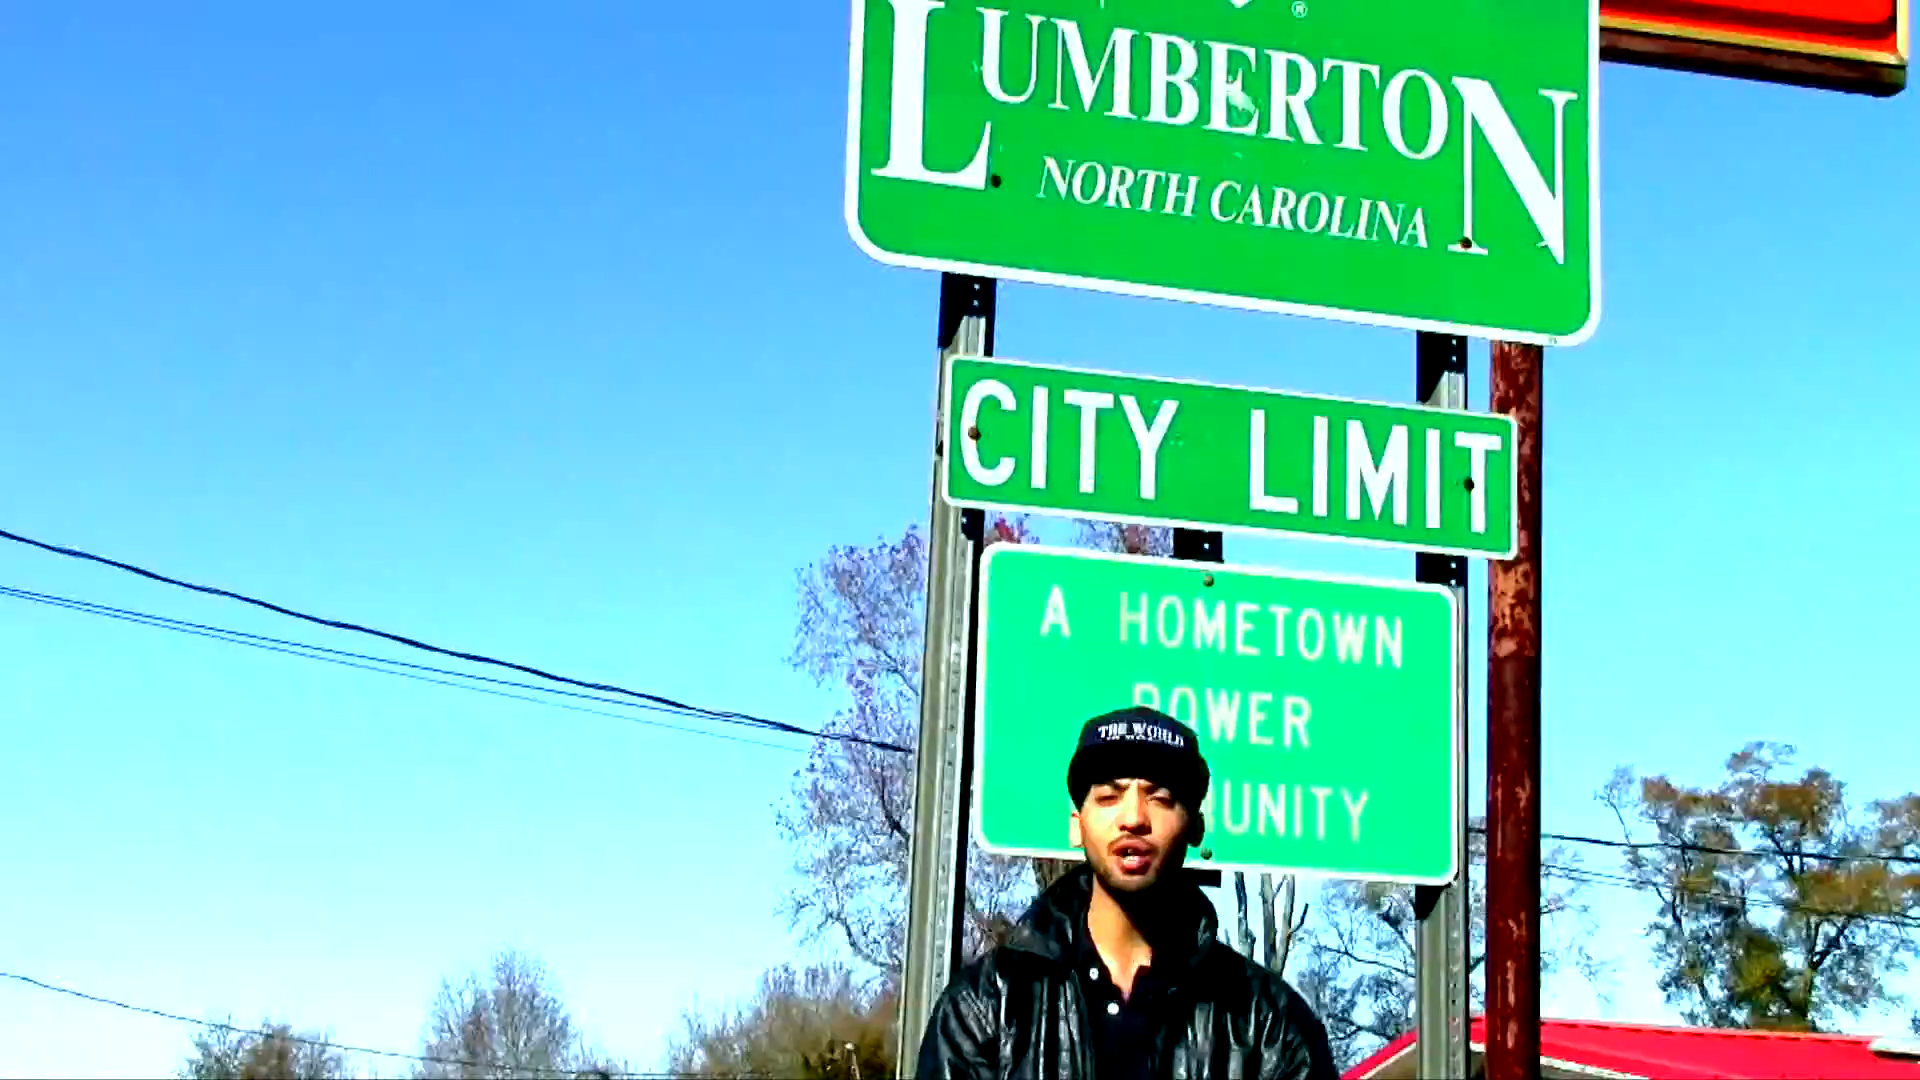 ®
LUMBERTON
NORTH CAROLINA
CITY LIMIT
A HOMETOWN
POWER
UNITY
THE WORLD